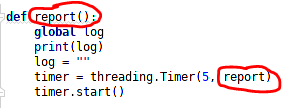 def report():
global log
print(log)
log = ""
timer = threading.Timer(5, report)
timer.start()